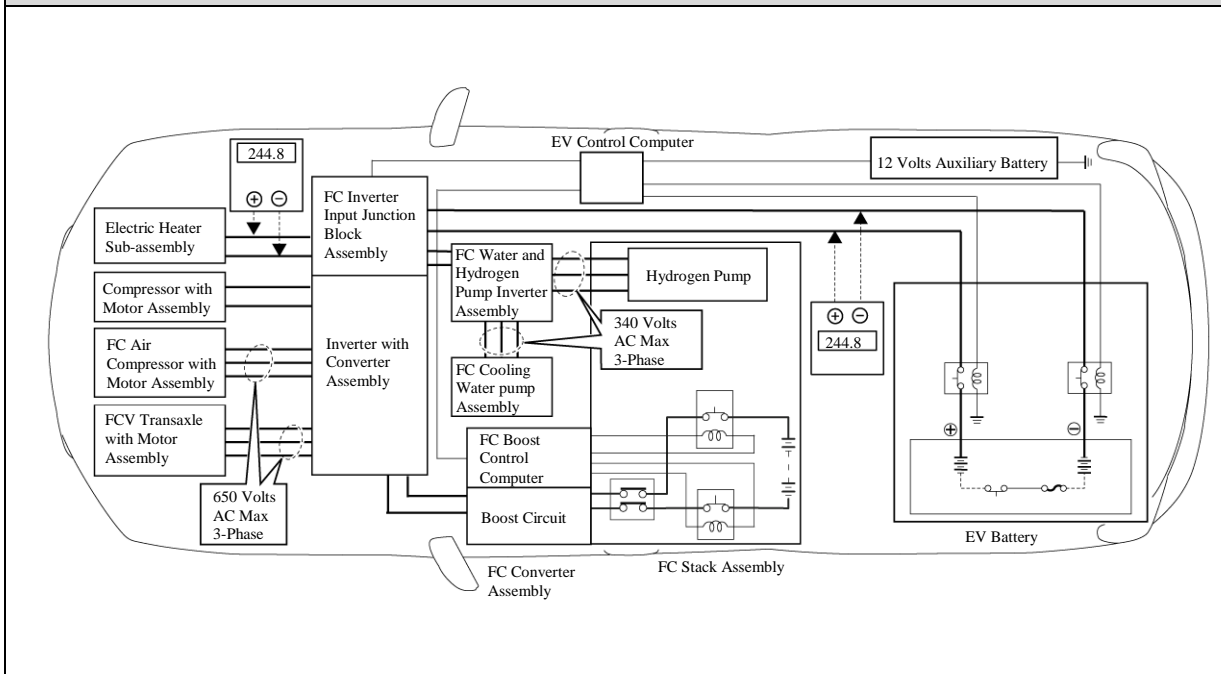 EV Control Computer
244.8
12 Volts Auxiliary Battery
FC Inverter
Input Junction
Block
Assembly
Electric Heater
Sub-assembly
FC Water and
Hydrogen
Pump Inverter
Assembly
Hydrogen Pump
Compressor with
Motor Assembly
340 Volts
AC Max
3-Phase
244.8
FC Air
Compressor with
Motor Assembly
Inverter with
Converter
Assembly
FC Cooling
Water pump
Assembly
FCV Transaxle
with Motor
Assembly
FC Boost
Control
Computer
650 Volts
AC Max
3-Phase
Boost Circuit
EV Battery
FC Stack Assembly
FC Converter
Assembly